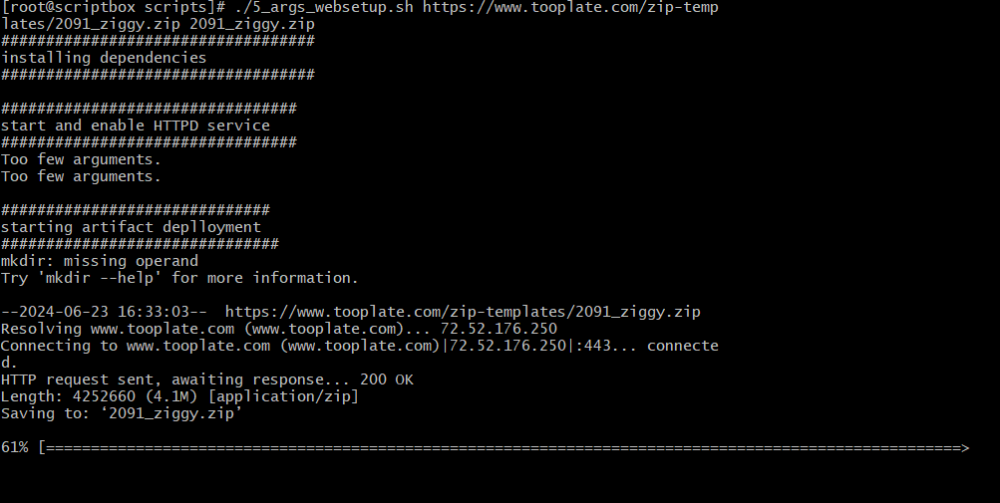 [root@scriptbox scripts]# ./5_args_websetup.sh https://www.tooplate.com/zip-temp
lates/2091_ziggy.zip 2091_ziggy.zip
###################################
installing dependencies
###################################
#################################
start and enable HTTPD service
#################################
Too few arguments.
Too few arguments.
##############################
starting artifact deplloyment
###############################
mkdir: missing operand
Try 'mkdir --help' for more information.
--2024-06-23 16:33:03--  https://www.tooplate.com/zip-templates/2091_ziggy.zip
Resolving www.tooplate.com (www.tooplate.com)... 72.52.176.250
Connecting to www.tooplate.com (www.tooplate.com)|72.52.176.250|:443... connecte
d.
HTTP request sent, awaiting response... 200 OK
Length: 4252660 (4.1M) [application/zip]
Saving to: ‘2091_ziggy.zip’
61% [======================================================================================================>